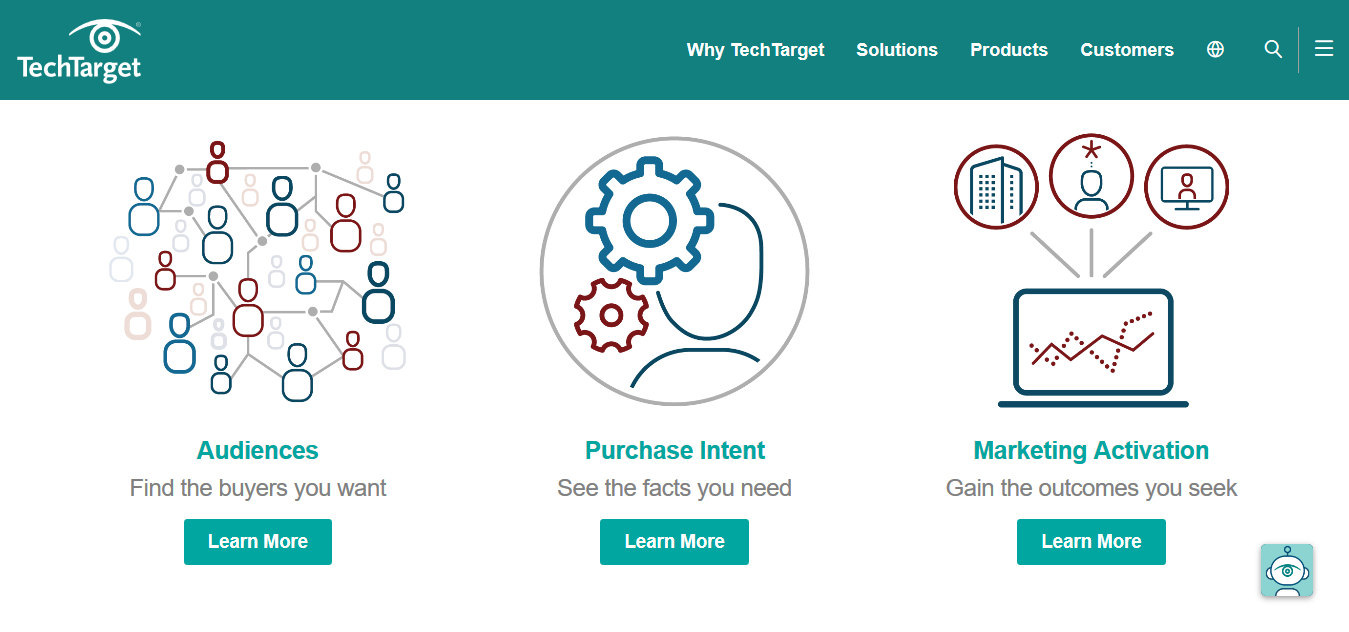 TechTarget
Why TechTarget Solutions Products Customers
Audiences
Find the buyers you want
Learn More
Purchase Intent
See the facts you need
Learn More
Marketing Activation
Gain the outcomes you seek
Learn More